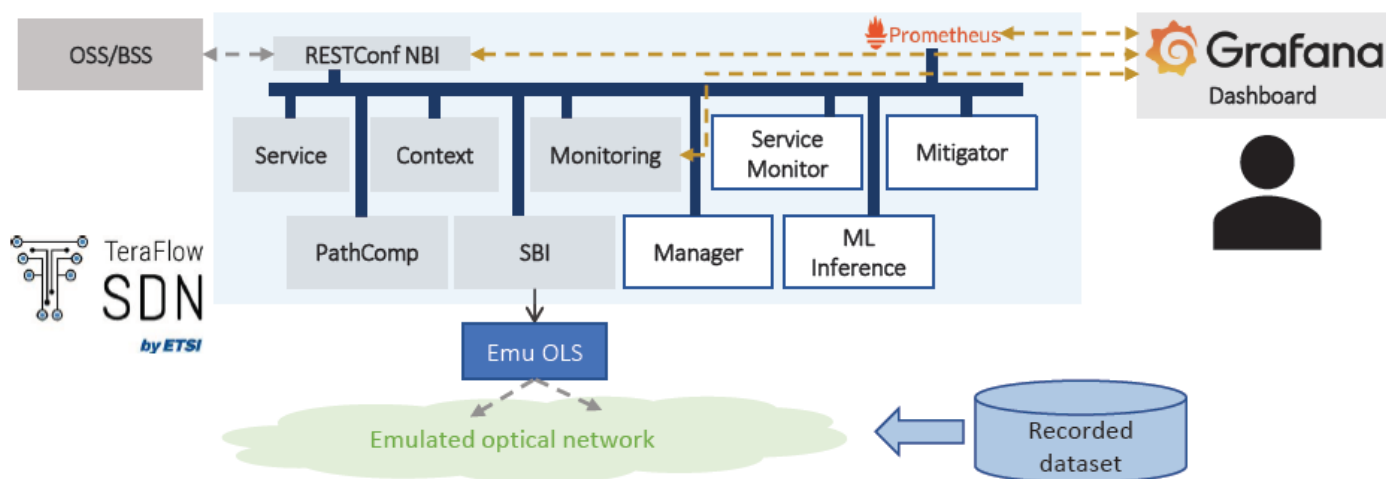 OSS/BSS
RESTConf NBI
Prometheus
Grafana
Dashboard
Service
Context
Monitoring
Service
Monitor
Mitigator
PathComp
SBI
Manager
ML
Inference
TeraFlow
SDN
by ETSI
Emu OLS
Emulated optical network
Recorded
dataset